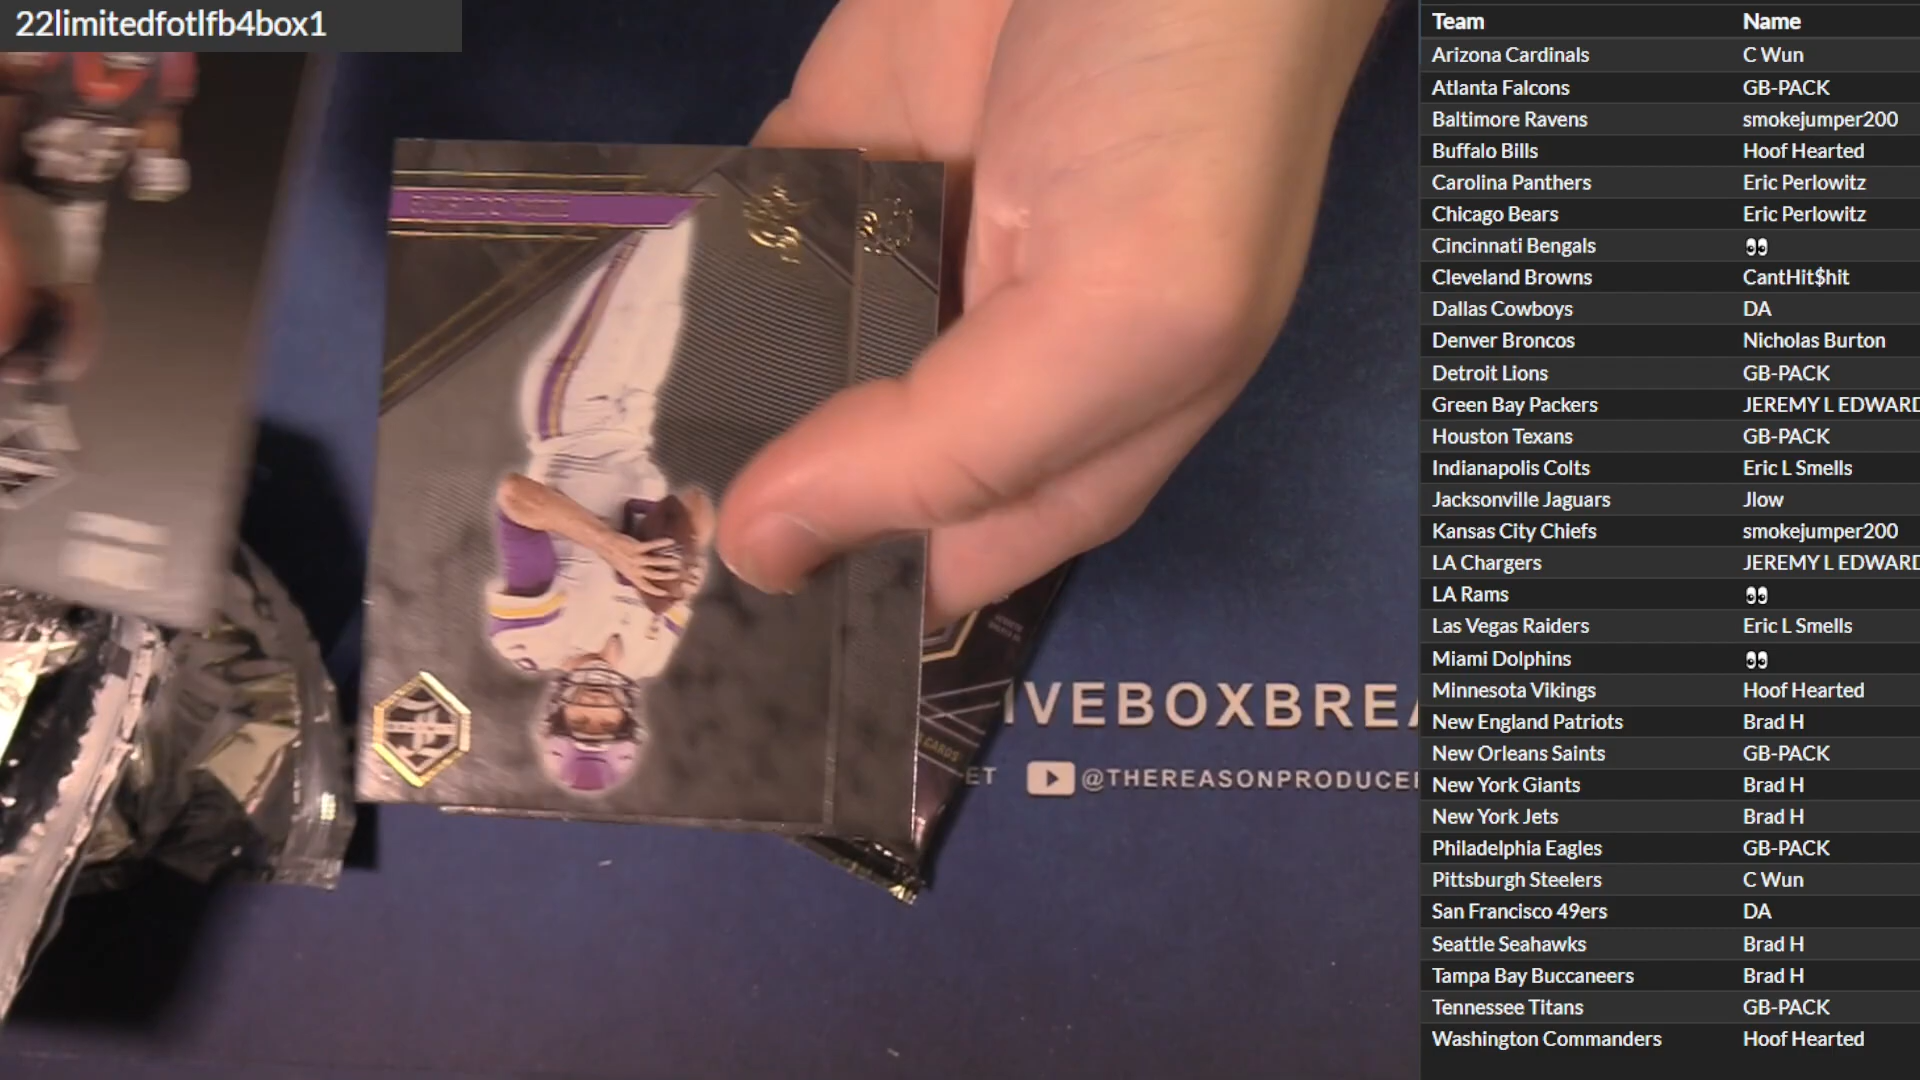 22limitedfotlfb4box1
Team Name
Arizona Cardinals C Wun
Atlanta Falcons GB-PACK
Baltimore Ravens smokejumper200
Buffalo Bills Hoof Hearted
Carolina Panthers Eric Perlowitz
Chicago Bears Eric Perlowitz
Cincinnati Bengals 👀
Cleveland Browns CantHit$hit
Dallas Cowboys DA
Denver Broncos Nicholas Burton
Detroit Lions GB-PACK
Green Bay Packers JEREMY L EDWARD
Houston Texans GB-PACK
Indianapolis Colts Eric L Smells
Jacksonville Jaguars Jlow
Kansas City Chiefs smokejumper200
LA Chargers JEREMY L EDWARD
LA Rams 👀
Las Vegas Raiders Eric L Smells
Miami Dolphins 👀
Minnesota Vikings Hoof Hearted
New England Patriots Brad H
New Orleans Saints GB-PACK
New York Giants Brad H
New York Jets Brad H
Philadelphia Eagles GB-PACK
Pittsburgh Steelers C Wun
San Francisco 49ers DA
Seattle Seahawks Brad H
Tampa Bay Buccaneers Brad H
Tennessee Titans GB-PACK
Washington Commanders Hoof Hearted
IVEBOXBREA
ET @THEREASONPRODUCE
CARDS